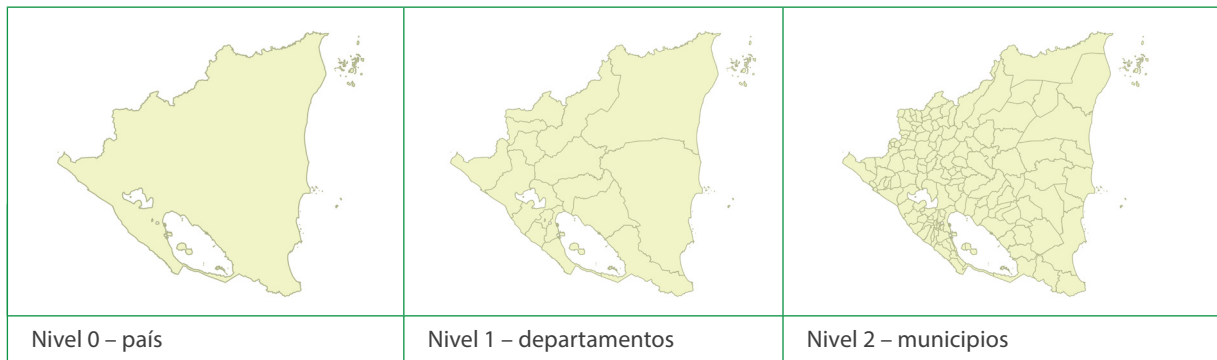 Nivel 0 – país
Nivel 1 – departamentos
Nivel 2 – municipios